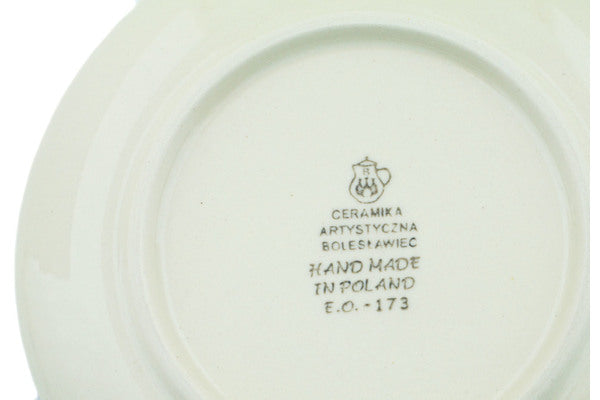 B
CERAMIKA
ARTYSTYCZNA
BOLESŁAWIEC
HAND MADE
IN POLAND
E.O.-173